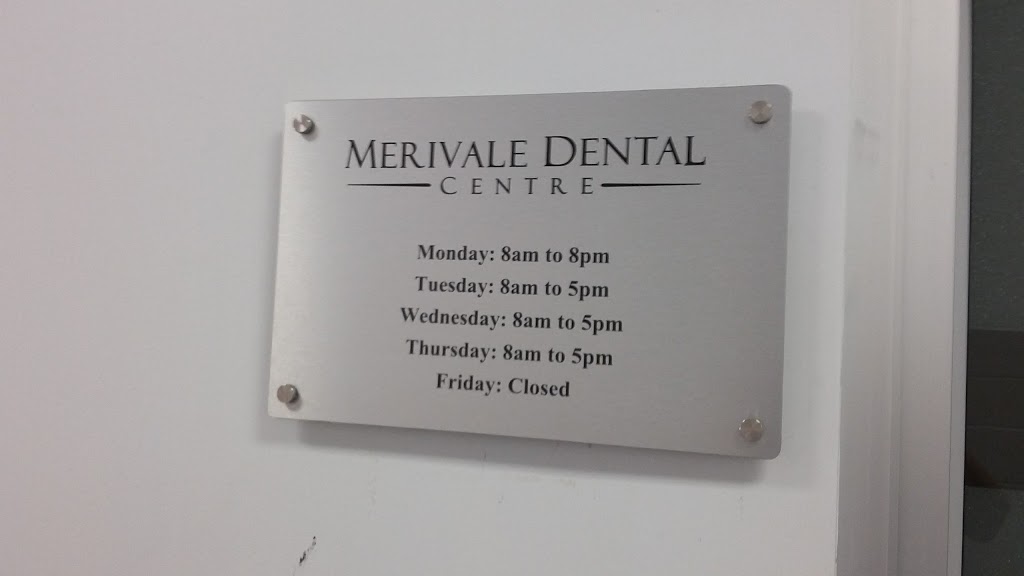 MERIVALE DENTAL
CENTRE
Monday: 8am to 8pm
Tuesday: 8am to 5pm
Wednesday: 8am to 5pm
Thursday: 8am to 5pm
Friday: Closed